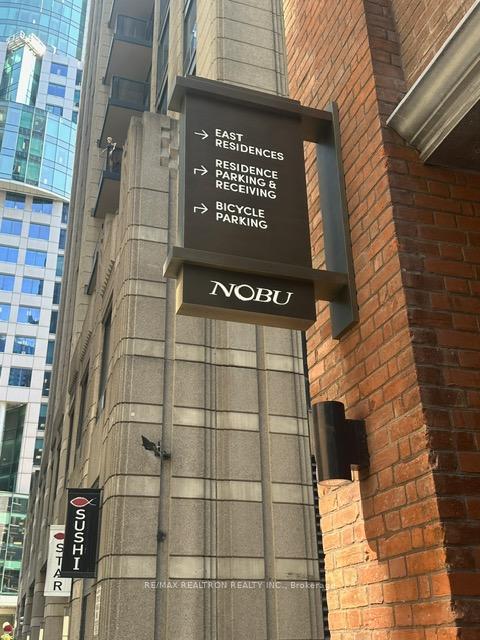 → EAST
RESIDENCES
→ RESIDENCE
PARKING &
RECEIVING
→ BICYCLE
PARKING
NOBU
SUSHI
STAR
RE/MAX REALTRON REALTY INC., Brokerage